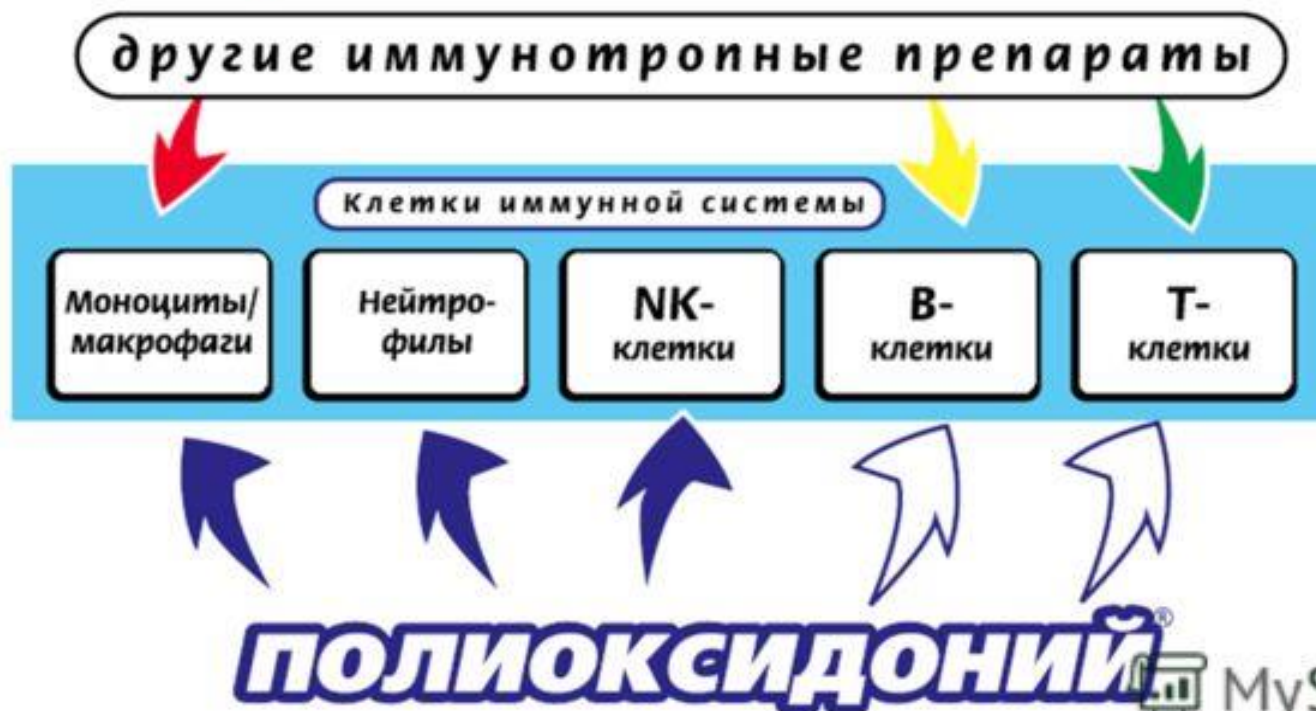 другие иммунотропные препараты
Клетки иммунной системы
Моноциты/
макрофаги
Нейтро-
филы
NK-
клетки
В-
клетки
Т-
клетки
ПОЛИОКСИДОНИЙ®